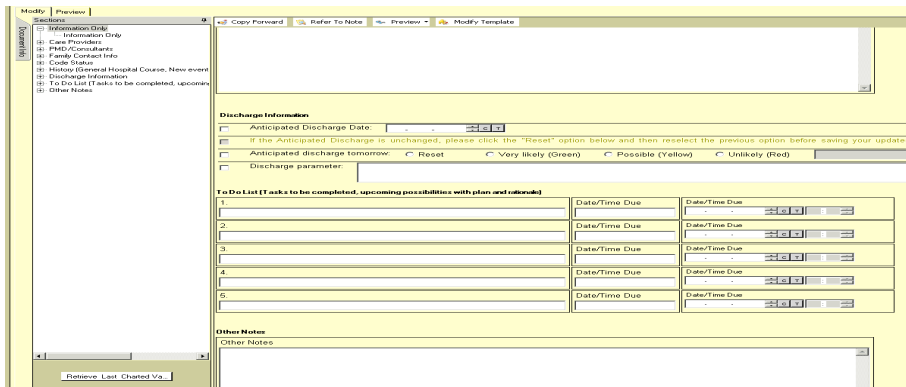 Modify Preview
Document Info
Sections
Information Only
Information Only
Care Providers
PMD/Consultants
Family Contact Info
Code Status
History (General Hospital Course, New event
Discharge Information
To Do List (Tasks to be completed, upcoming
Other Notes
Retrieve Last Charted Va...
Copy Forward Refer To Note Preview Modify Template
Discharge Information
Anticipated Discharge Date: C T
If the Anticipated Discharge is unchanged, please click the "Reset" option below and then reselect the previous option before saving your update
Anticipated discharge tomorrow: Reset Very likely (Green) Possible (Yellow) Unlikely (Red)
Discharge parameter:
To Do List (Tasks to be completed, upcoming possibilities with plan and rationale)
1. Date/Time Due Date/Time Due
C T
2. Date/Time Due Date/Time Due
C T
3. Date/Time Due Date/Time Due
C T
4. Date/Time Due Date/Time Due
C T
5. Date/Time Due Date/Time Due
C T
Other Notes
Other Notes